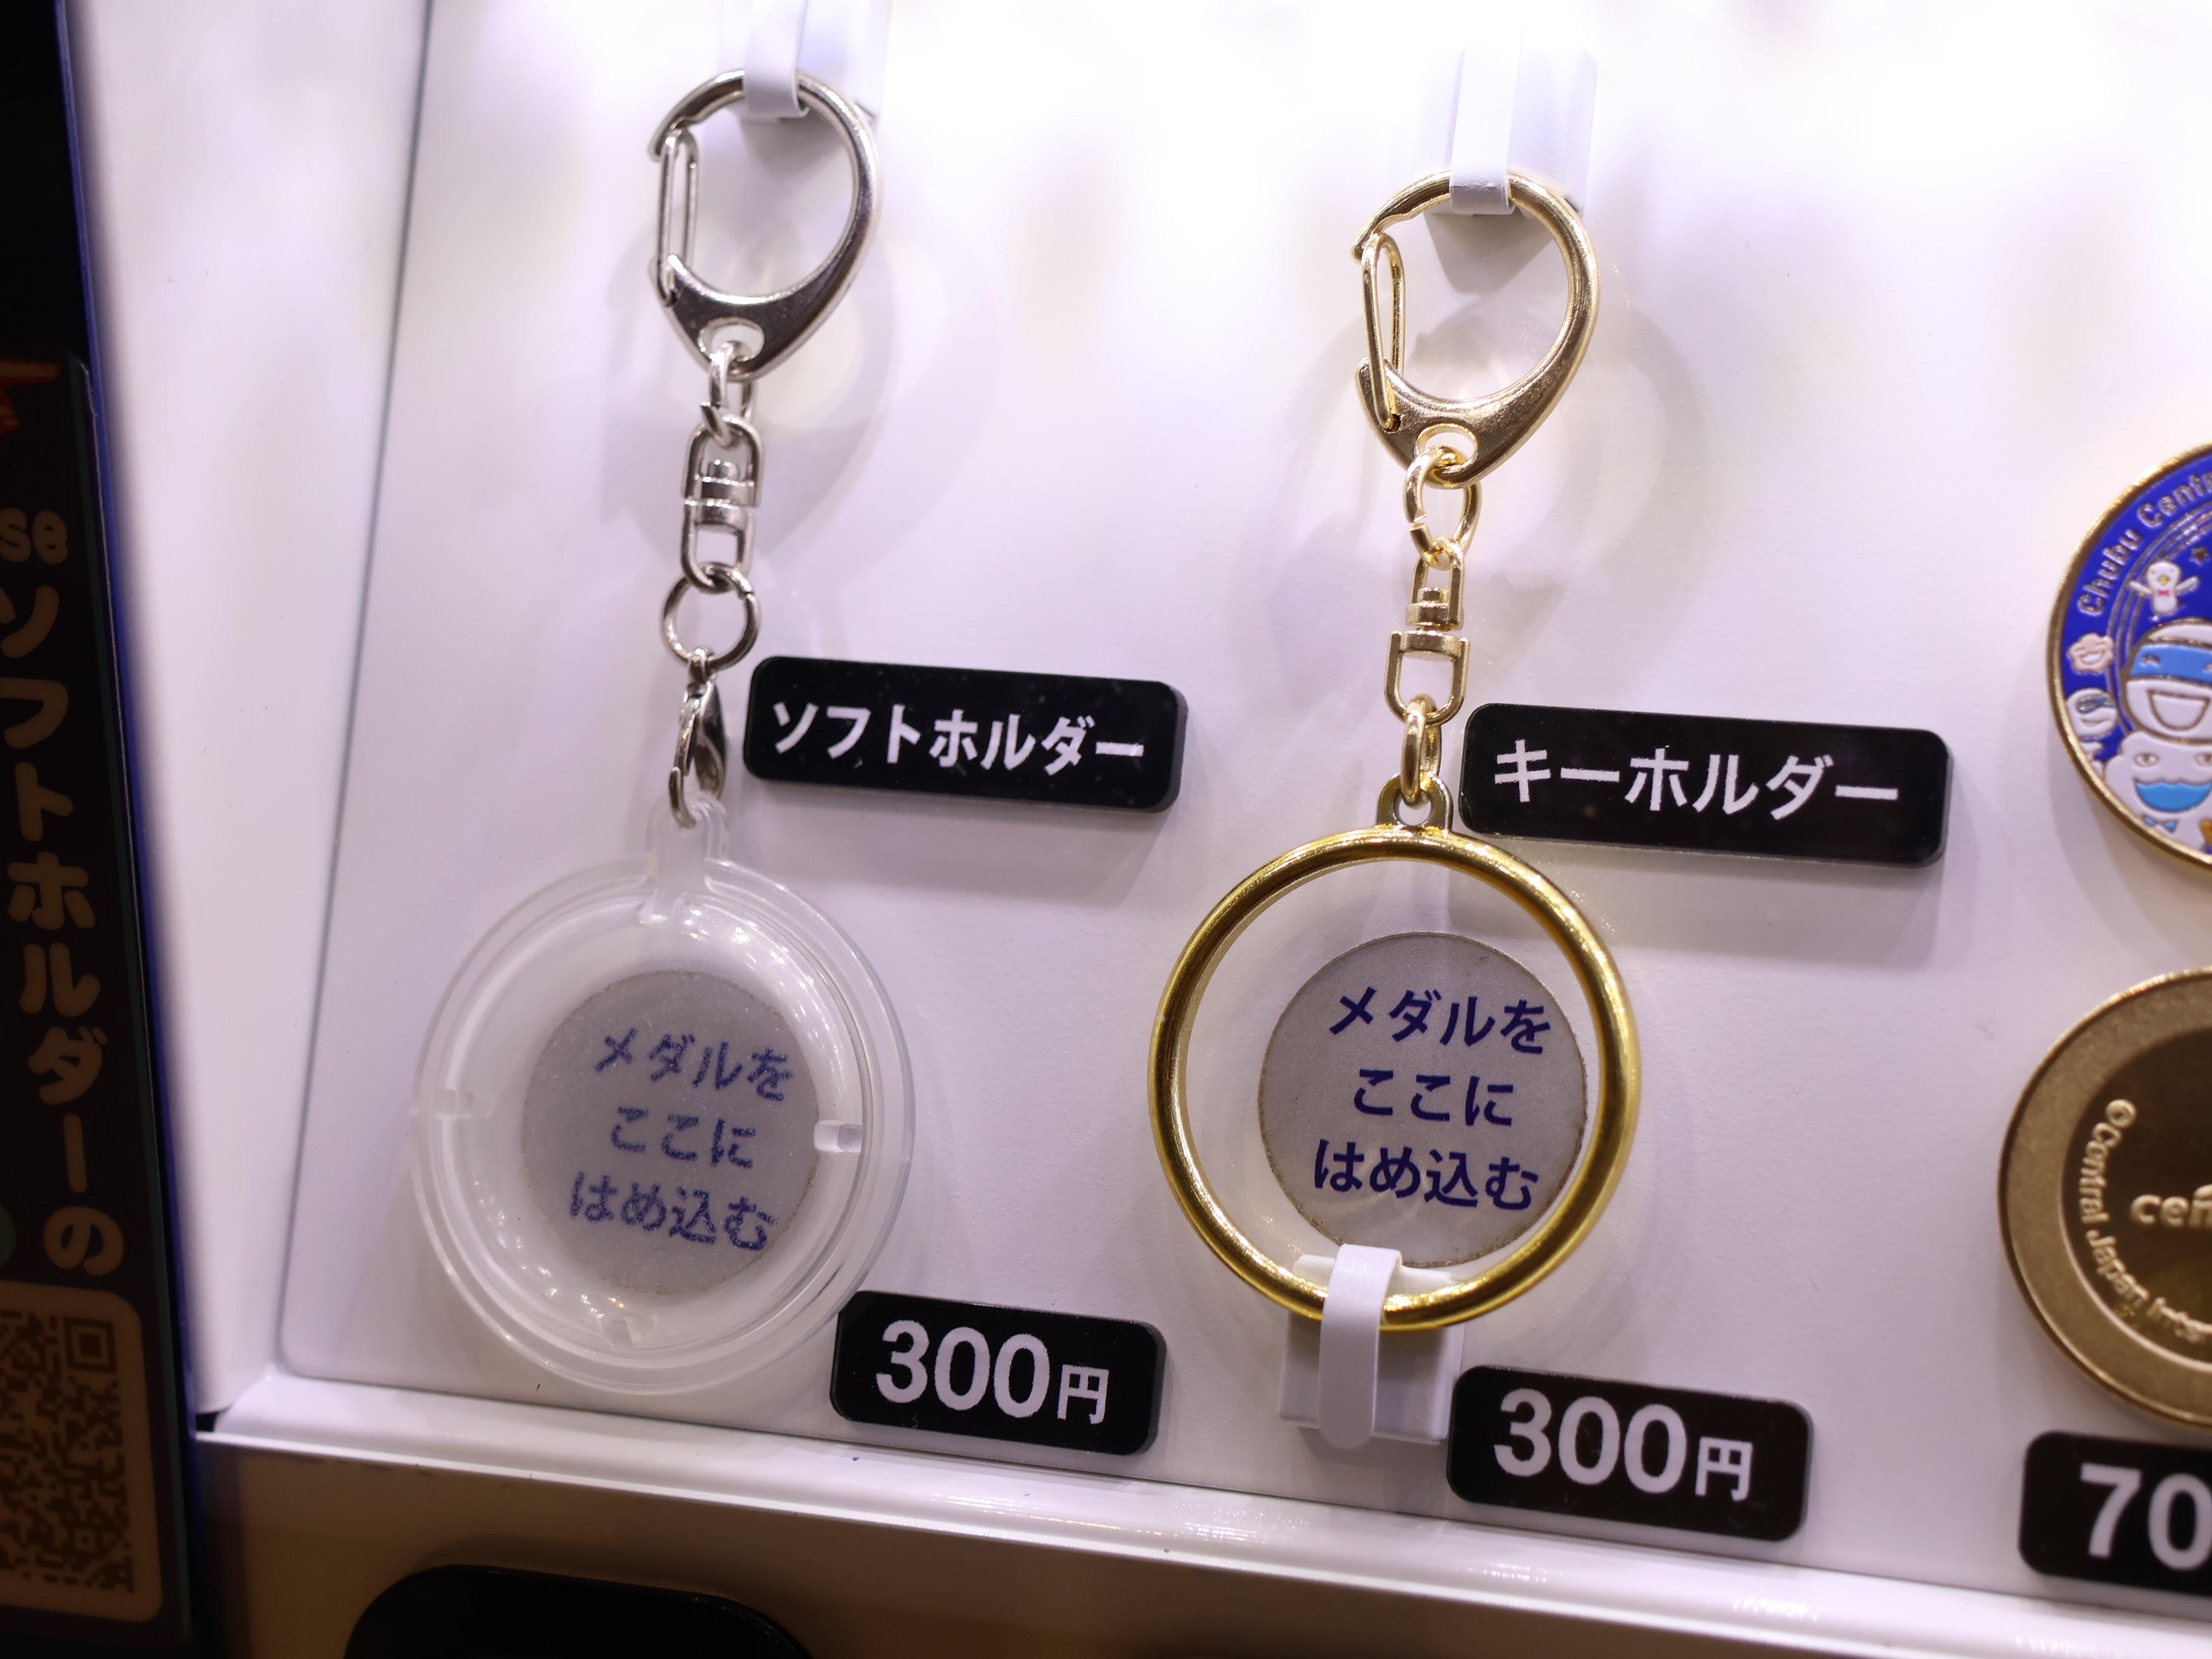 se
ソフトホルダーの
ソフトホルダー
メダルを
ここに
はめ込む
300円
キーホルダー
メダルを
ここに
はめ込む
300円
Chubu Centr
©Central Japan Inter
cen
70